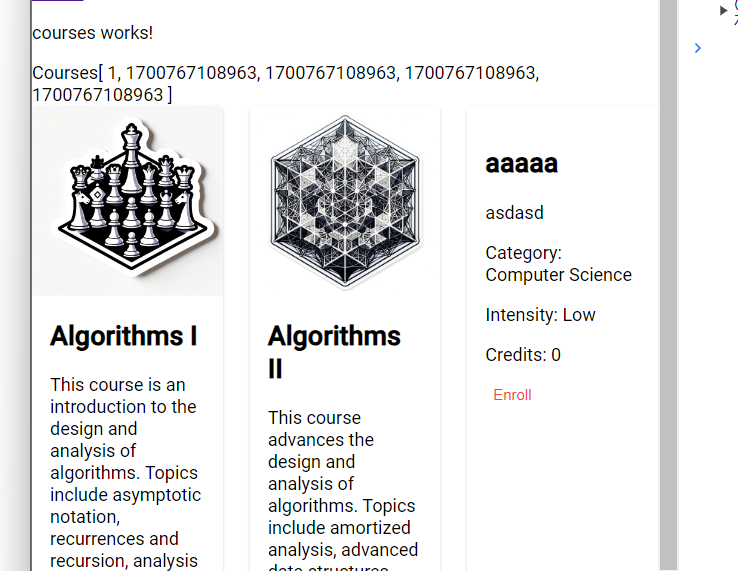 courses works!
Courses[ 1, 1700767108963, 1700767108963, 1700767108963,
1700767108963 ]
Algorithms I
This course is an
introduction to the
design and
analysis of
algorithms. Topics
include asymptotic
notation,
recurrences and
recursion, analysis
Algorithms
II
This course
advances the
design and
analysis of
algorithms. Topics
include amortized
analysis, advanced
data structures
aaaaa
asdasd
Category:
Computer Science
Intensity: Low
Credits: 0
Enroll